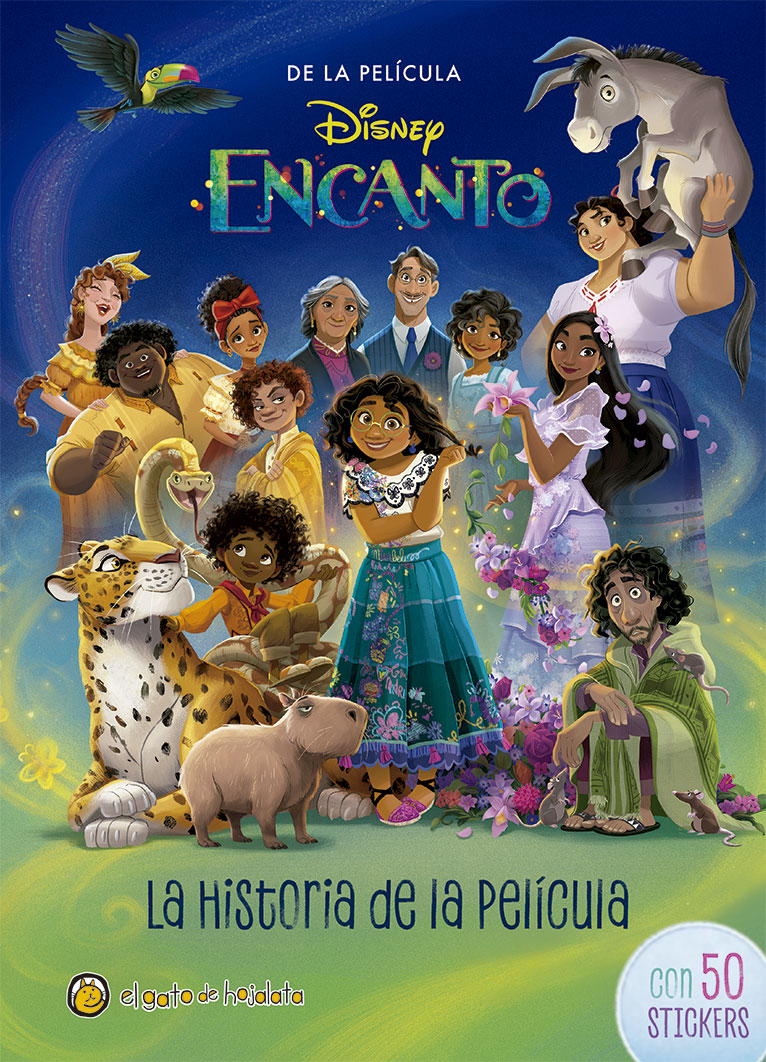 DE LA PELÍCULA
DISNEY
ENCANTO
LA HISTORIA DE LA PELÍCULA
el gato de hojalata
con 50
STICKERS